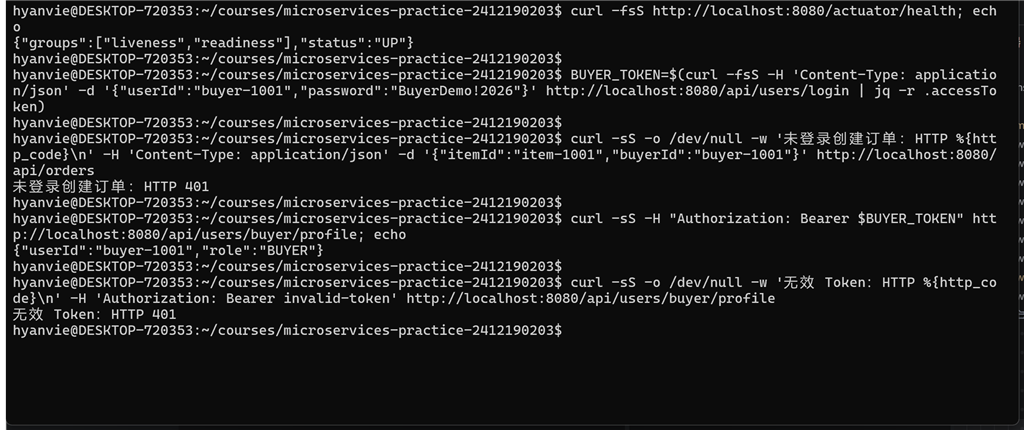 hyanvie@DESKTOP-720353:~/courses/microservices-practice-2412190203$ curl -fsS http://localhost:8080/actuator/health; ech
o
{"groups":["liveness","readiness"],"status":"UP"}
hyanvie@DESKTOP-720353:~/courses/microservices-practice-2412190203$
hyanvie@DESKTOP-720353:~/courses/microservices-practice-2412190203$ BUYER_TOKEN=$(curl -fsS -H 'Content-Type: applicatio
n/json' -d '{"userId":"buyer-1001","password":"BuyerDemo!2026"}' http://localhost:8080/api/users/login | jq -r .accessTo
ken)
hyanvie@DESKTOP-720353:~/courses/microservices-practice-2412190203$
hyanvie@DESKTOP-720353:~/courses/microservices-practice-2412190203$ curl -sS -o /dev/null -w '未登录创建订单: HTTP %{htt
p_code}\n' -H 'Content-Type: application/json' -d '{"itemId":"item-1001","buyerId":"buyer-1001"}' http://localhost:8080/
api/orders
未登录创建订单: HTTP 401
hyanvie@DESKTOP-720353:~/courses/microservices-practice-2412190203$
hyanvie@DESKTOP-720353:~/courses/microservices-practice-2412190203$ curl -sS -H "Authorization: Bearer $BUYER_TOKEN" htt
p://localhost:8080/api/users/buyer/profile; echo
{"userId":"buyer-1001","role":"BUYER"}
hyanvie@DESKTOP-720353:~/courses/microservices-practice-2412190203$
hyanvie@DESKTOP-720353:~/courses/microservices-practice-2412190203$ curl -sS -o /dev/null -w '无效 Token: HTTP %{http_co
de}\n' -H 'Authorization: Bearer invalid-token' http://localhost:8080/api/users/buyer/profile
无效 Token: HTTP 401
hyanvie@DESKTOP-720353:~/courses/microservices-practice-2412190203$